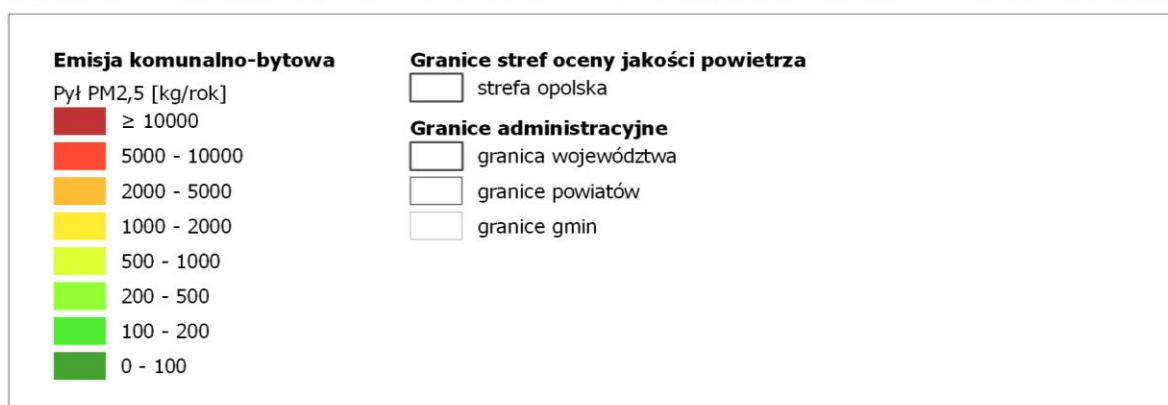 Emisja komunalno-bytowa
Pył PM2,5 [kg/rok]
≥ 10000
5000 - 10000
2000 - 5000
1000 - 2000
500 - 1000
200 - 500
100 - 200
0 - 100
Granice stref oceny jakości powietrza
strefa opolska
Granice administracyjne
granica województwa
granice powiatów
granice gmin